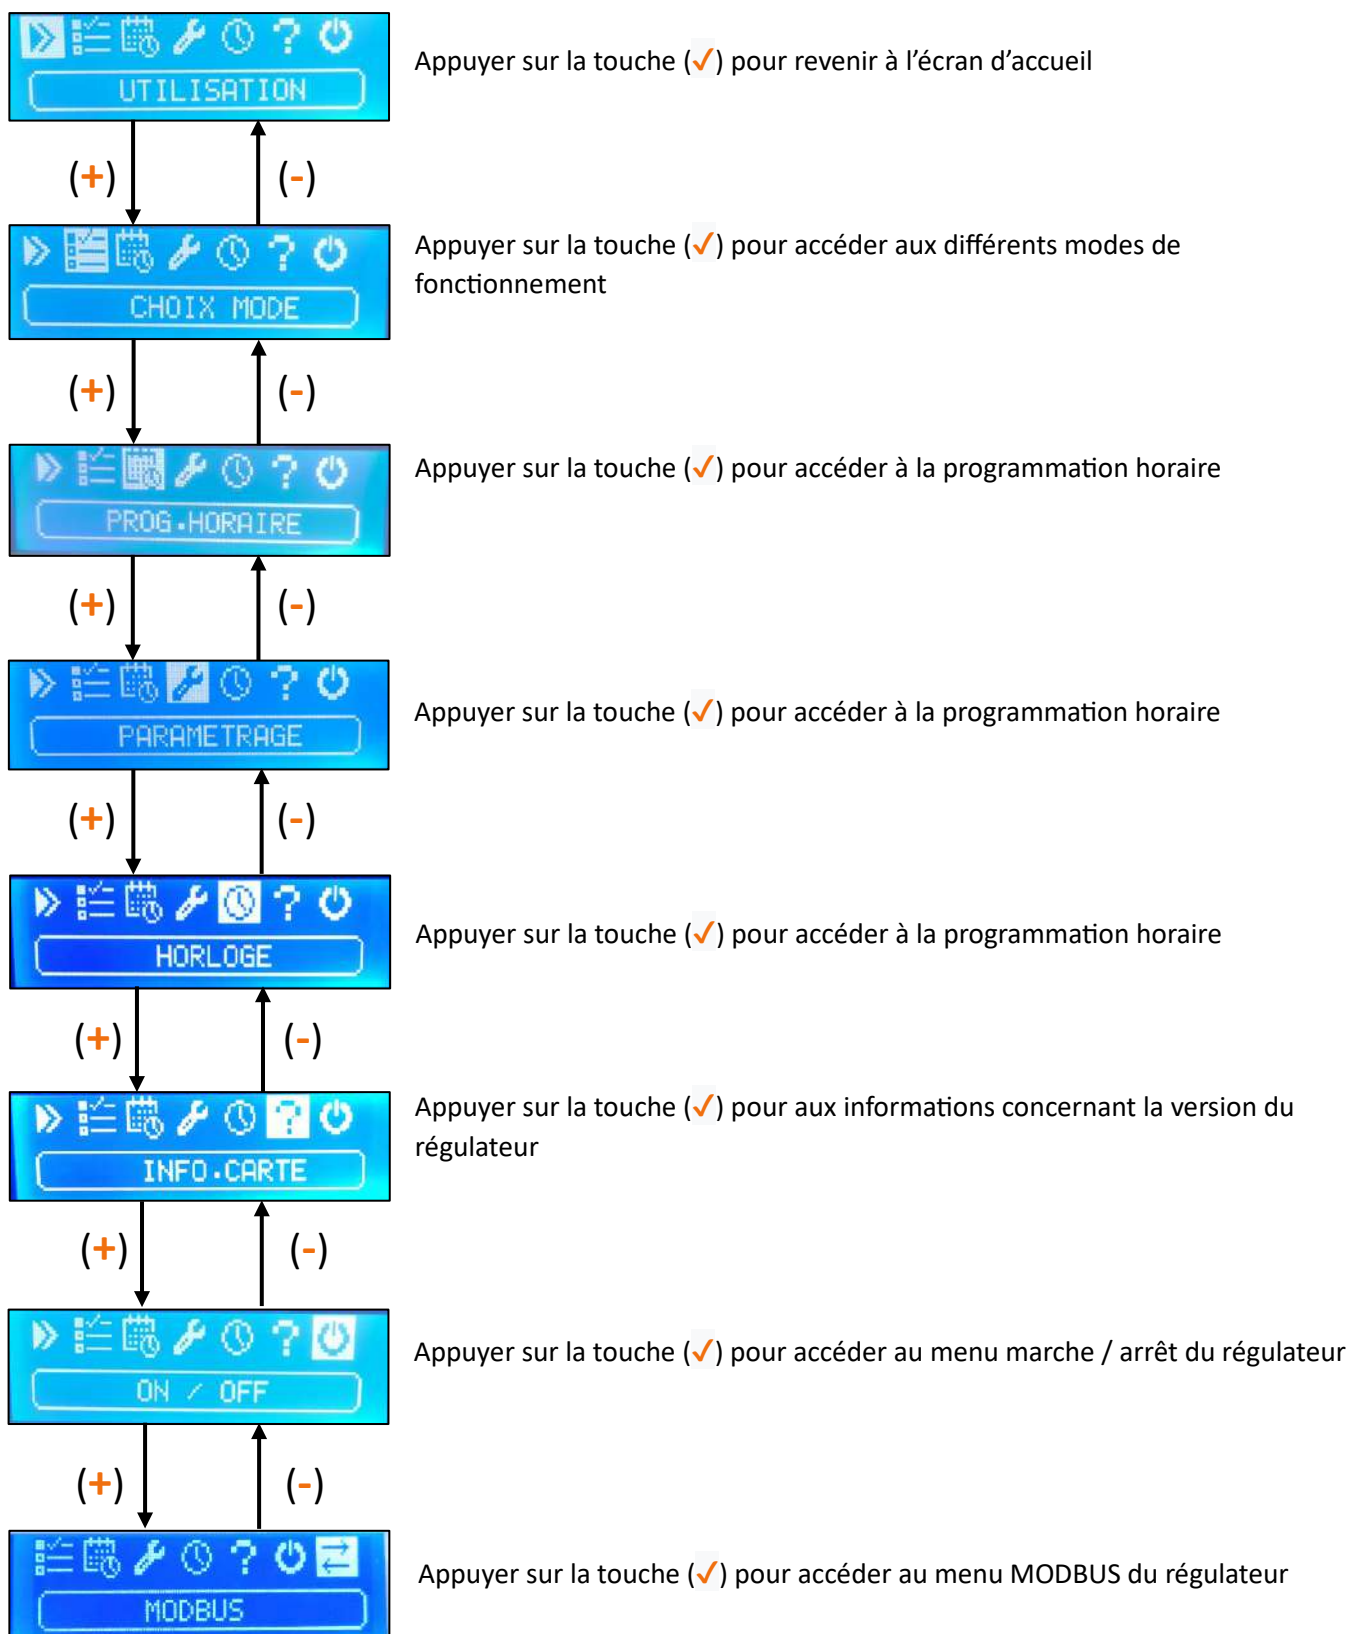 UTILISATION
Appuyer sur la touche (✓) pour revenir à l’écran d’accueil
(+) (-)
CHOIX MODE
Appuyer sur la touche (✓) pour accéder aux différents modes de
fonctionnement
(+) (-)
PROG.HORAIRE
Appuyer sur la touche (✓) pour accéder à la programmation horaire
(+) (-)
PARAMETRAGE
Appuyer sur la touche (✓) pour accéder à la programmation horaire
(+) (-)
HORLOGE
Appuyer sur la touche (✓) pour accéder à la programmation horaire
(+) (-)
INFO.CARTE
Appuyer sur la touche (✓) pour aux informations concernant la version du
régulateur
(+) (-)
ON / OFF
Appuyer sur la touche (✓) pour accéder au menu marche / arrêt du régulateur
(+) (-)
MODBUS
Appuyer sur la touche (✓) pour accéder au menu MODBUS du régulateur